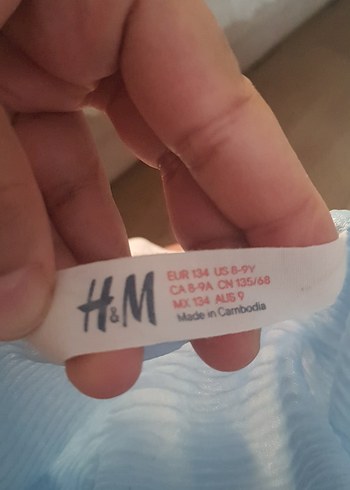 H&M
EUR 134 US 8-9Y
CA 8-9A CN 135/68
MX 134 AUS 9
Made in Cambodia